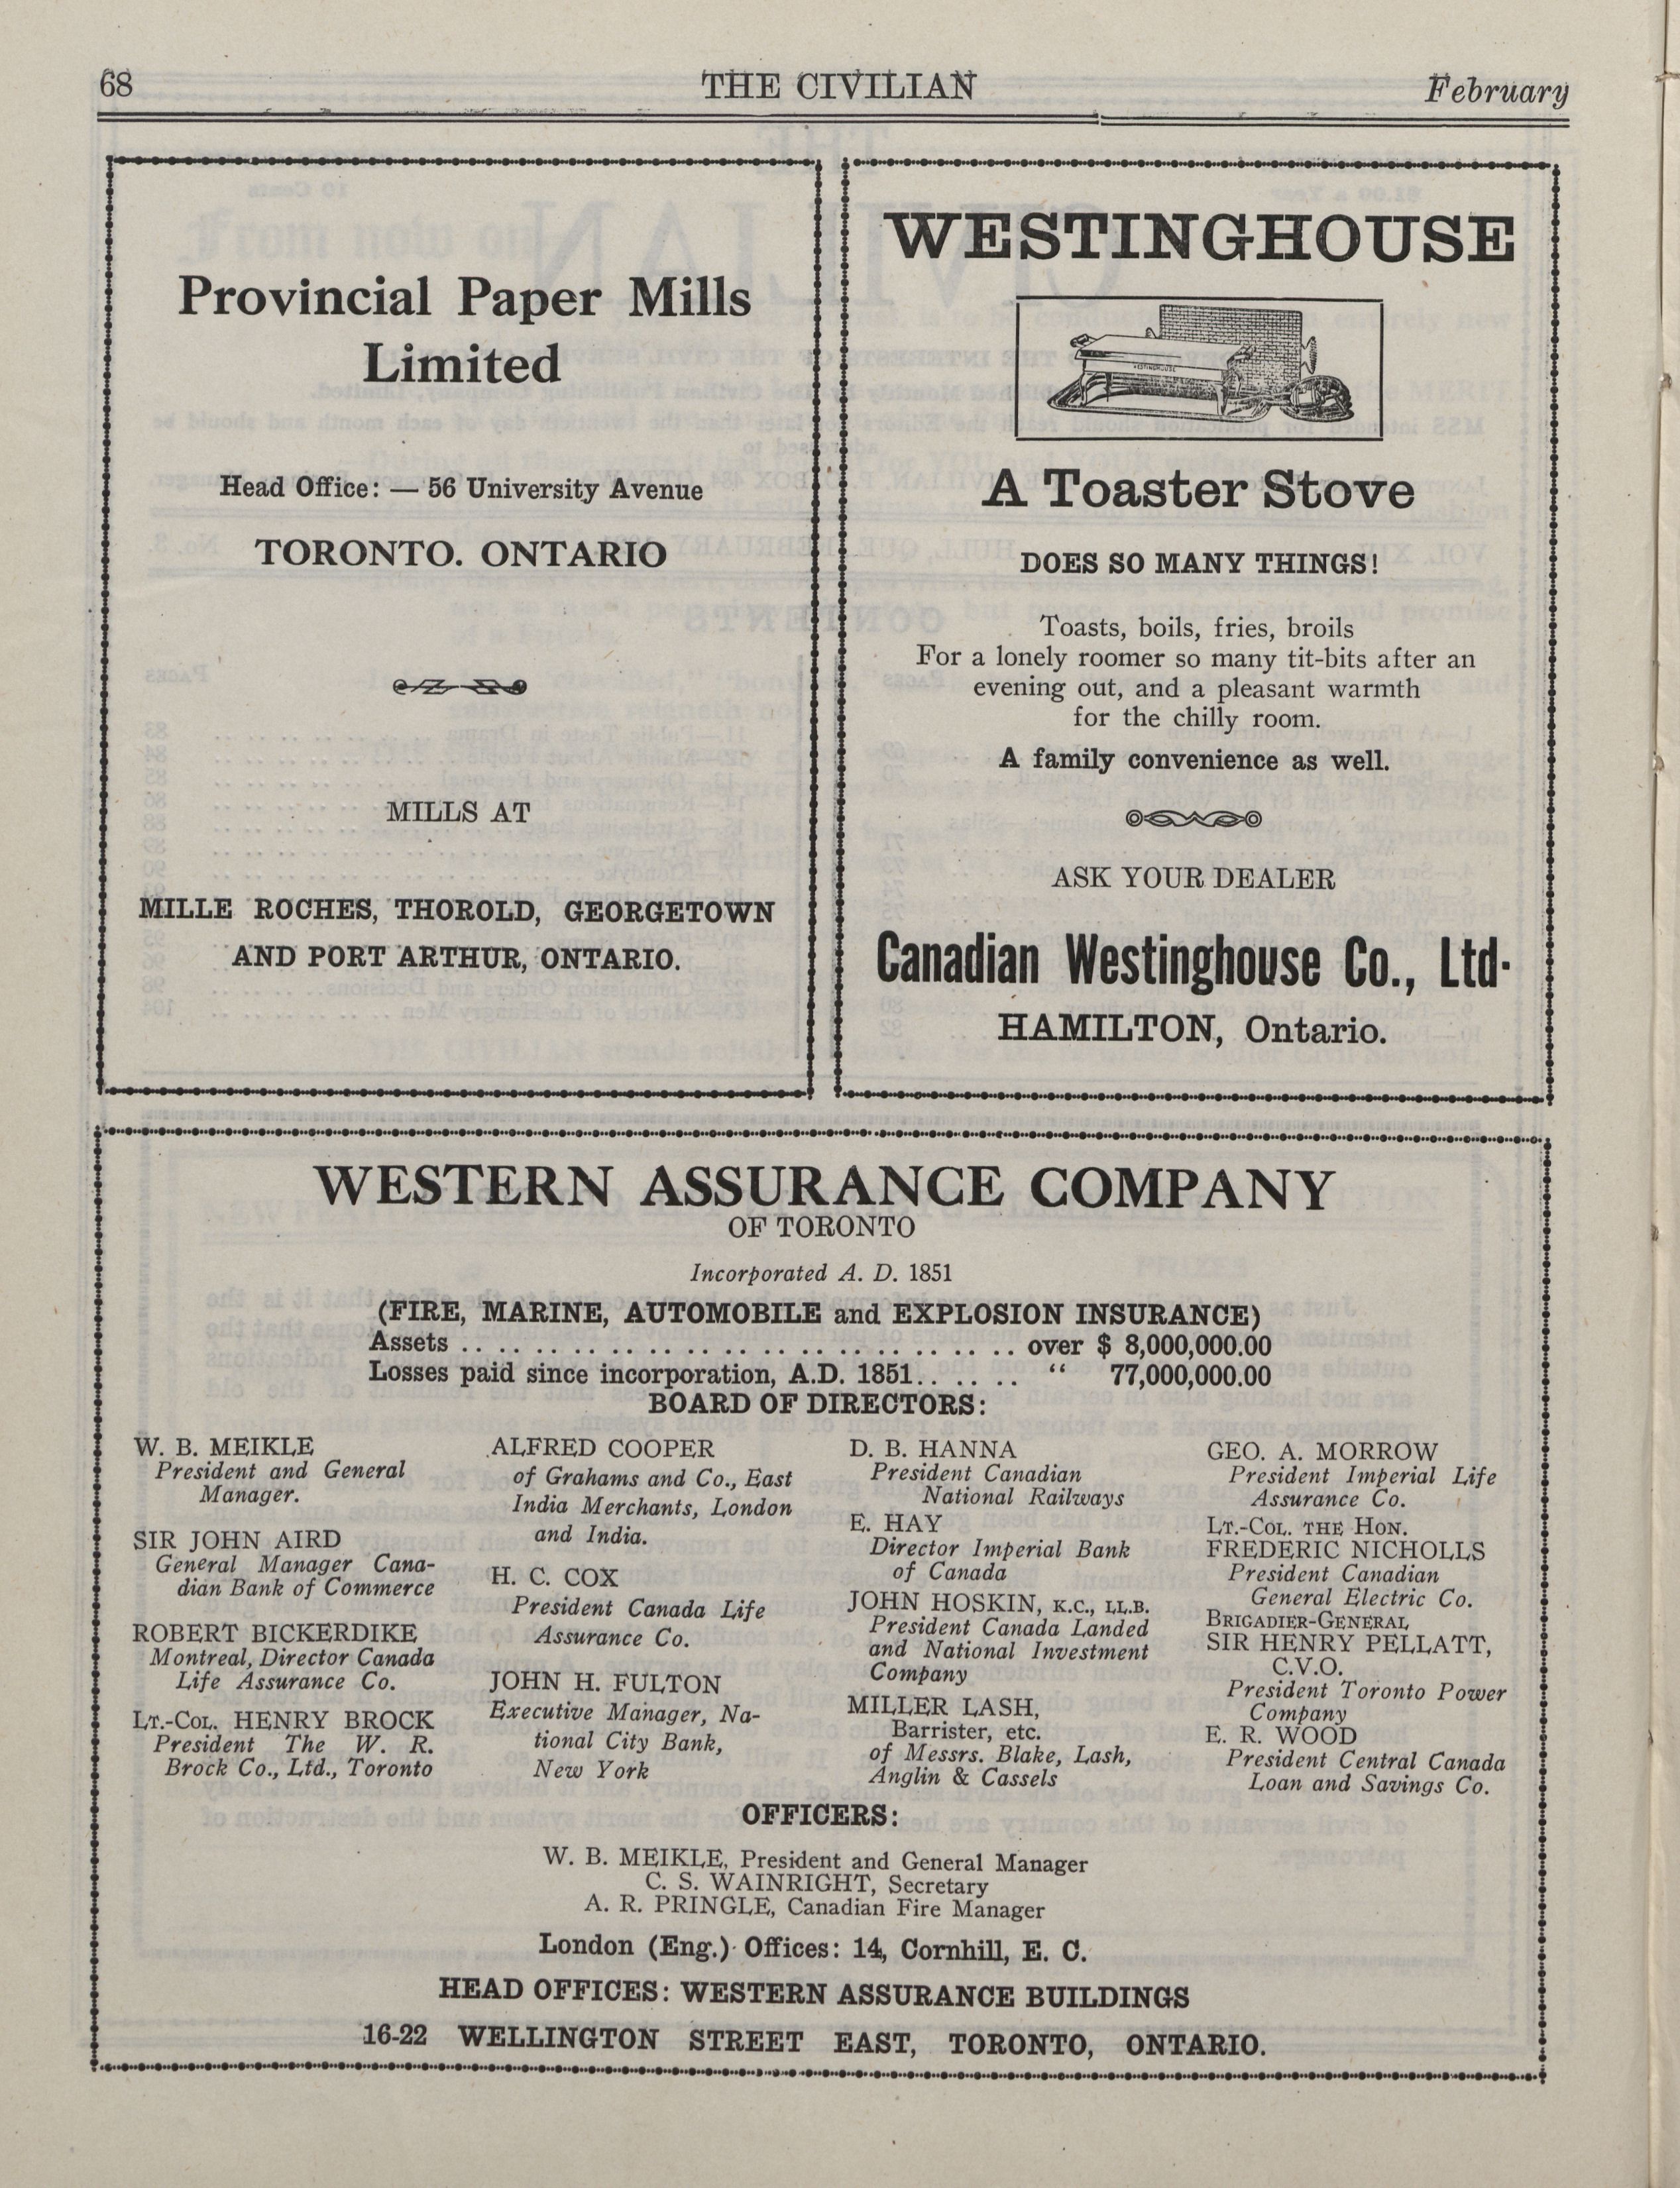 68
THE CIVILIAN
February
Provincial Paper Mills
Limited
Head Office: — 56 University Avenue
TORONTO. ONTARIO
MILLS AT
MILLE ROCHES, THOROLD, GEORGETOWN
AND PORT ARTHUR, ONTARIO.
WESTINGHOUSE
WESTINGHOUSE
A Toaster Stove
DOES SO MANY THINGS!
Toasts, boils, fries, broils
For a lonely roomer so many tit-bits after an
evening out, and a pleasant warmth
for the chilly room.
A family convenience as well.
ASK YOUR DEALER
Canadian Westinghouse Co., Ltd.
HAMILTON, Ontario.
WESTERN ASSURANCE COMPANY
OF TORONTO
Incorporated A. D. 1851
(FIRE, MARINE, AUTOMOBILE and EXPLOSION INSURANCE)
Assets .. .. .. .. .. .. .. .. .. .. .. .. .. .. .. .. over $ 8,000,000.00
Losses paid since incorporation, A.D. 1851.. .. .. " 77,000,000.00
BOARD OF DIRECTORS:
W. B. MEIKLE
President and General
Manager.
SIR JOHN AIRD
General Manager Cana-
dian Bank of Commerce
ROBERT BICKERDIKE
Montreal, Director Canada
Life Assurance Co.
LT.-COL. HENRY BROCK
President The W. R.
Brock Co., Ltd., Toronto
ALFRED COOPER
of Grahams and Co., East
India Merchants, London
and India.
H. C. COX
President Canada Life
Assurance Co.
JOHN H. FULTON
Executive Manager, Na-
tional City Bank,
New York
D. B. HANNA
President Canadian
National Railways
E. HAY
Director Imperial Bank
of Canada
JOHN HOSKIN, K.C., LL.B.
President Canada Landed
and National Investment
Company
MILLER LASH,
Barrister, etc.
of Messrs. Blake, Lash,
Anglin & Cassels
GEO. A. MORROW
President Imperial Life
Assurance Co.
LT.-COL. THE HON.
FREDERIC NICHOLLS
President Canadian
General Electric Co.
BRIGADIER-GENERAL
SIR HENRY PELLATT,
C.V.O.
President Toronto Power
Company
E. R. WOOD
President Central Canada
Loan and Savings Co.
OFFICERS:
W. B. MEIKLE, President and General Manager
C. S. WAINRIGHT, Secretary
A. R. PRINGLE, Canadian Fire Manager
London (Eng.) Offices: 14, Cornhill, E. C.
HEAD OFFICES: WESTERN ASSURANCE BUILDINGS
16-22 WELLINGTON STREET EAST, TORONTO, ONTARIO.